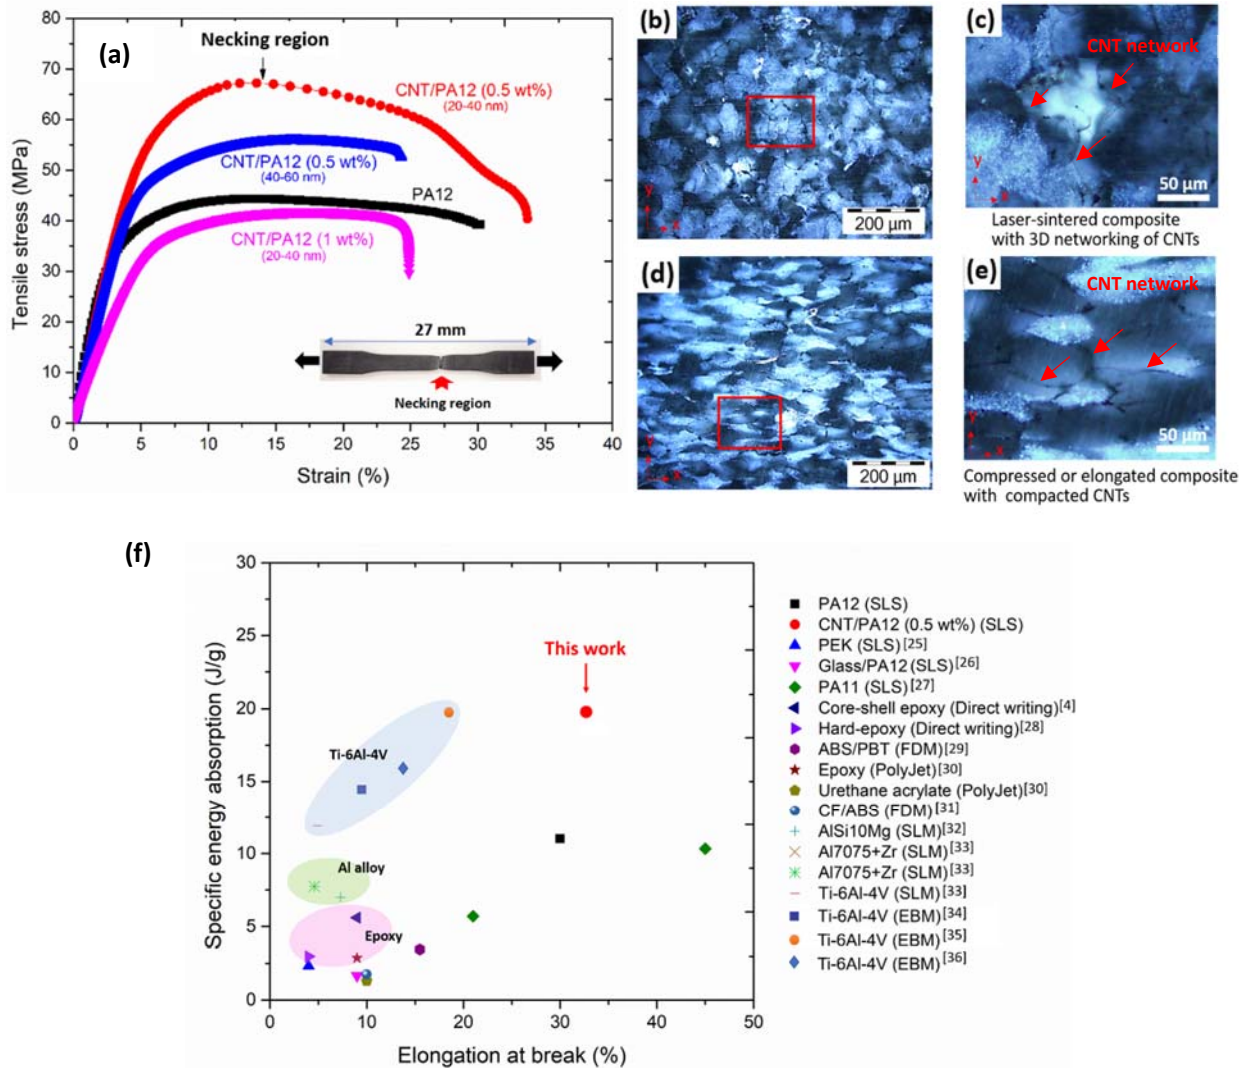 (a)
Necking region
CNT/PA12 (0.5 wt%)
(20-40 nm)
CNT/PA12 (0.5 wt%)
(40-60 nm)
PA12
CNT/PA12 (1 wt%)
(20-40 nm)
27 mm
Necking region
80
70
60
50
40
30
20
10
0
0
5
10
15
20
25
30
35
40
Tensile stress (MPa)
Strain (%)
(b)
y
x
200 µm
(c)
CNT network
y
x
50 µm
Laser-sintered composite
with 3D networking of CNTs
(d)
y
x
200 µm
(e)
CNT network
y
x
50 µm
Compressed or elongated composite
with compacted CNTs
(f)
30
25
20
15
10
5
0
0
10
20
30
40
50
Specific energy absorption (J/g)
Elongation at break (%)
This work
Ti-6Al-4V
Al alloy
Epoxy
PA12 (SLS)
CNT/PA12 (0.5 wt%) (SLS)
PEK (SLS)[25]
Glass/PA12 (SLS)[26]
PA11 (SLS)[27]
Core-shell epoxy (Direct writing)[4]
Hard-epoxy (Direct writing)[28]
ABS/PBT (FDM)[29]
Epoxy (PolyJet)[30]
Urethane acrylate (PolyJet)[30]
CF/ABS (FDM)[31]
AlSi10Mg (SLM)[32]
Al7075+Zr (SLM)[33]
Al7075+Zr (SLM)[33]
Ti-6Al-4V (SLM)[33]
Ti-6Al-4V (EBM)[34]
Ti-6Al-4V (EBM)[35]
Ti-6Al-4V (EBM)[36]